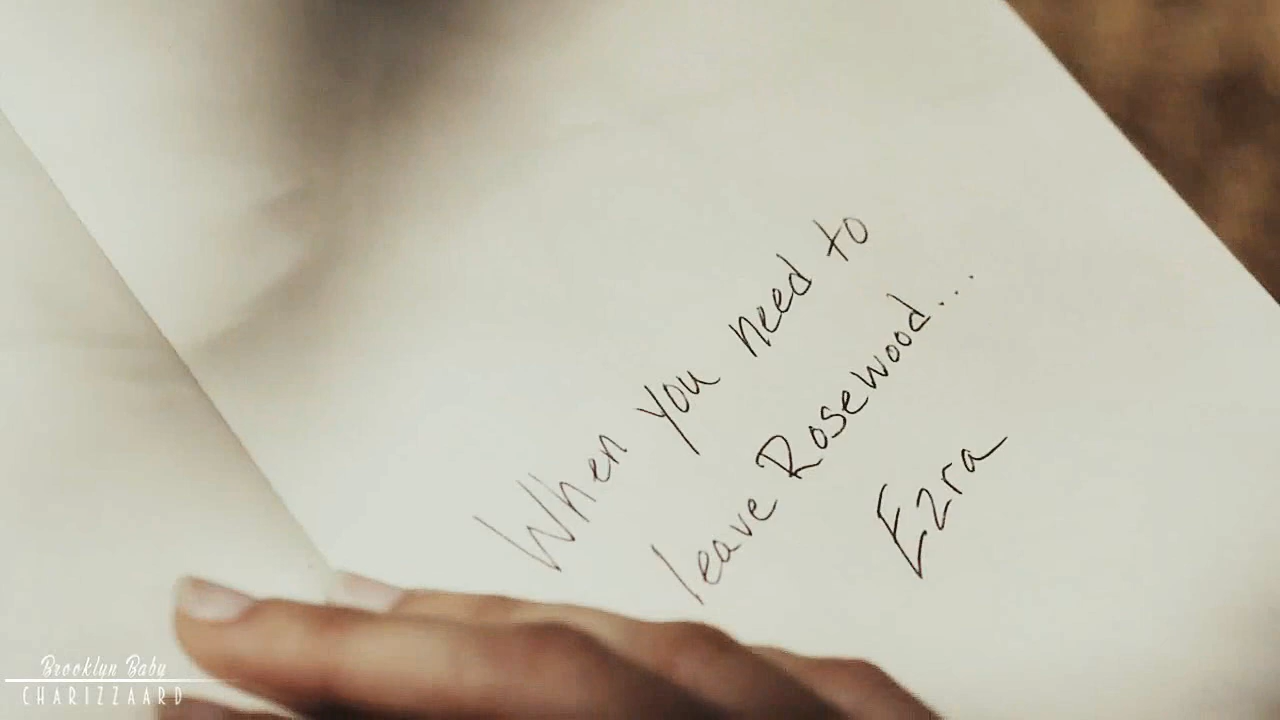 When you need to
leave Rosewood...
Ezra
Brooklyn Baby
CHARIZZAARD